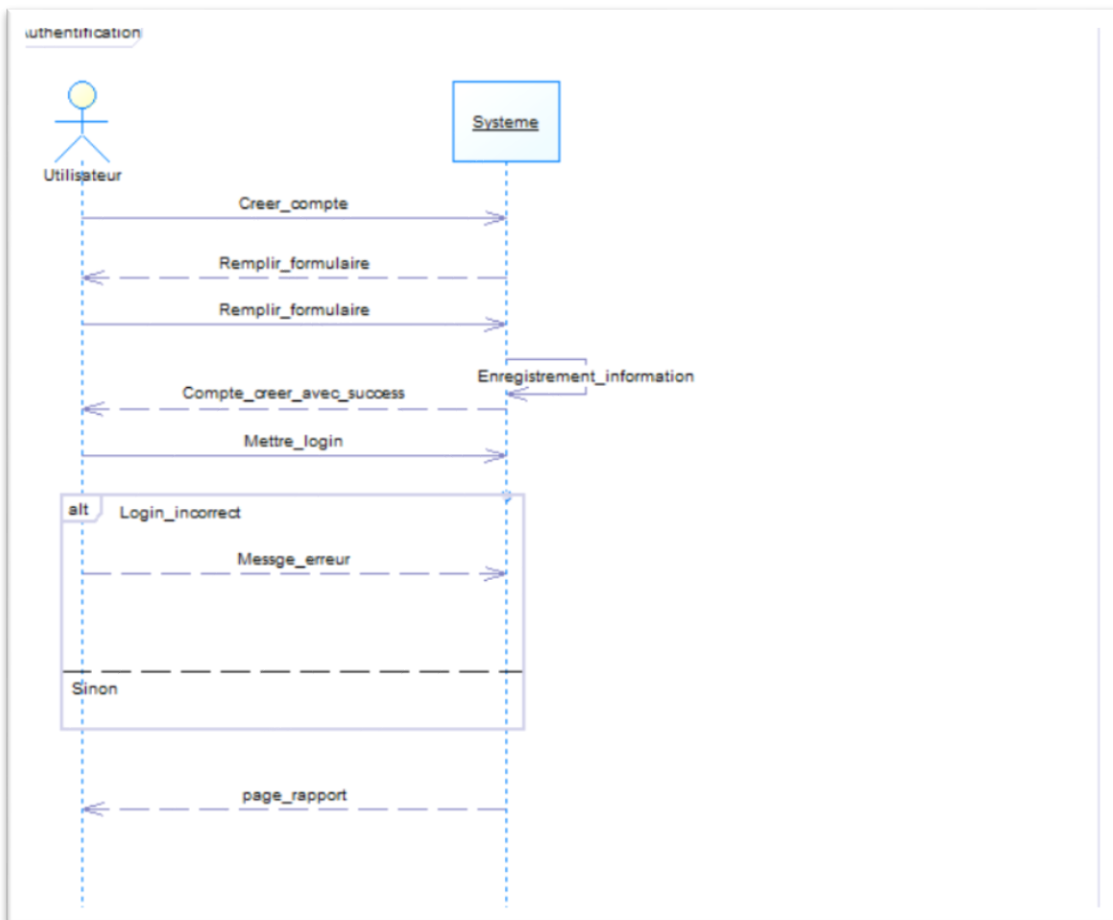 uthentification
Systeme
Utilisateur
Creer_compte
Remplir_formulaire
Remplir_formulaire
Enregistrement_information
Compte_creer_avec_success
Mettre_login
alt
Login_incorrect
Messge_erreur
Sinon
page_rapport